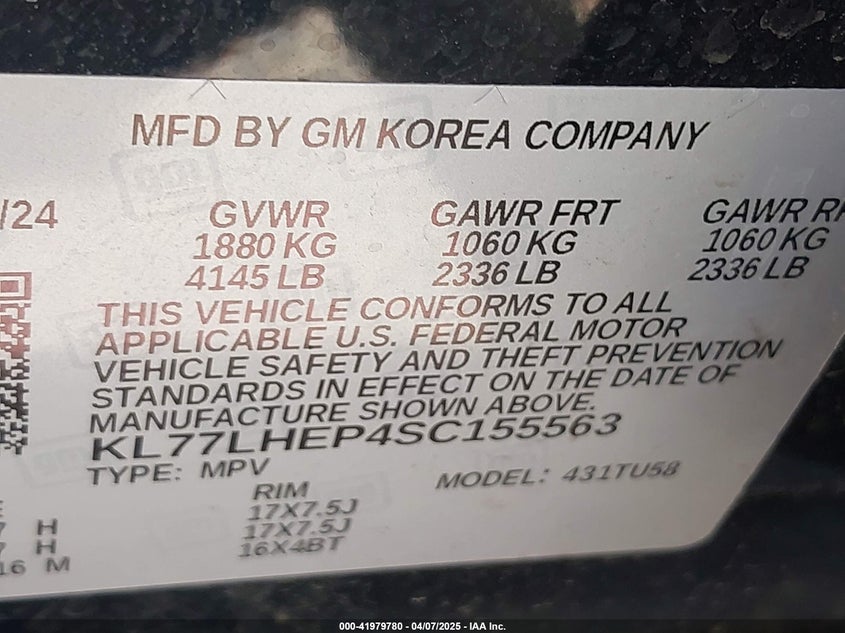 MFD BY GM KOREA COMPANY
/24 GVWR GAWR FRT GAWR R
1880 KG 1060 KG 1060 KG
4145 LB 2336 LB 2336 LB
THIS VEHICLE CONFORMS TO ALL
APPLICABLE U.S. FEDERAL MOTOR
VEHICLE SAFETY AND THEFT PREVENTION
STANDARDS IN EFFECT ON THE DATE OF
MANUFACTURE SHOWN ABOVE.
KL77LHEP4SC155563
TYPE: MPV MODEL: 431TU58
RIM
7 H 17X7.5J
7 H 17X7.5J
16 M 16X4BT
000-41979780 - 04/07/2025 - IAA Inc.